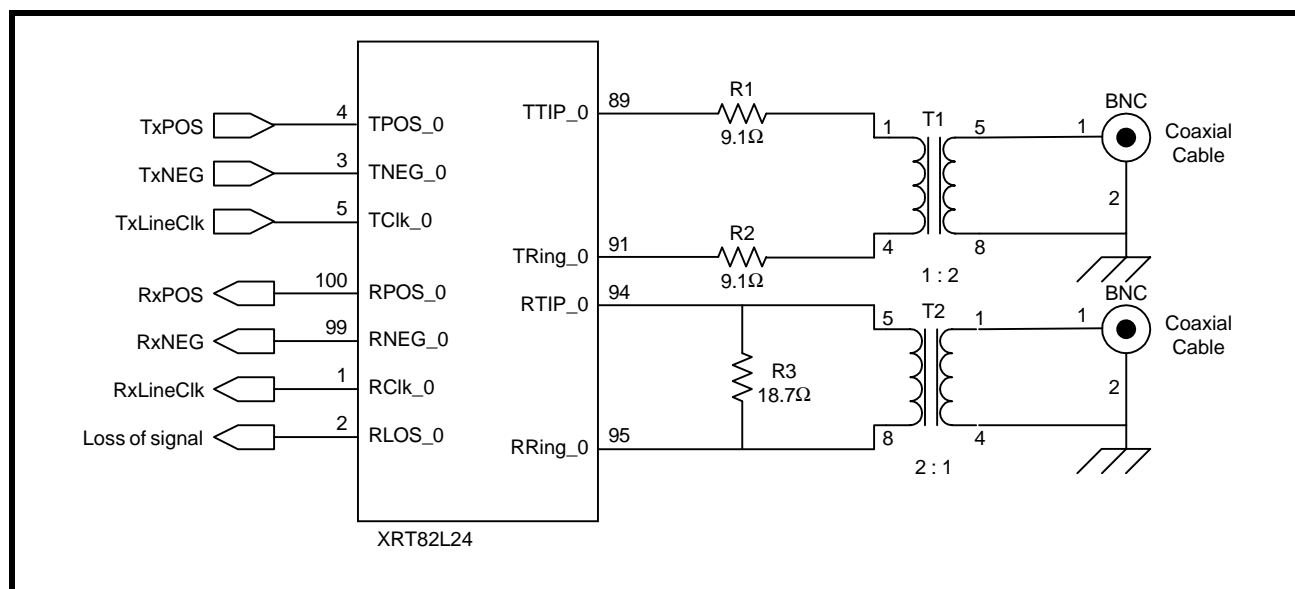 TxPOS
4
TPOS_0
TxNEG
3
TNEG_0
TxLineClk
5
TClk_0
RxPOS
100
RPOS_0
RxNEG
99
RNEG_0
RxLineClk
1
RClk_0
Loss of signal
2
RLOS_0
XRT82L24
TTIP_0
89
R1
9.1Ω
TRing_0
91
R2
9.1Ω
1
4
T1
5
8
1 : 2
BNC
1
2
Coaxial
Cable
RTIP_0
94
RRing_0
95
R3
18.7Ω
5
8
T2
1
4
2 : 1
BNC
1
2
Coaxial
Cable